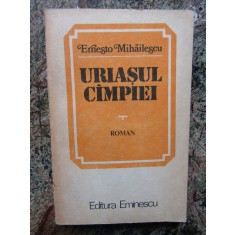 Ernesto Mihăilescu
URIAȘUL
CÎMPIEI
ROMAN
Editura Eminescu